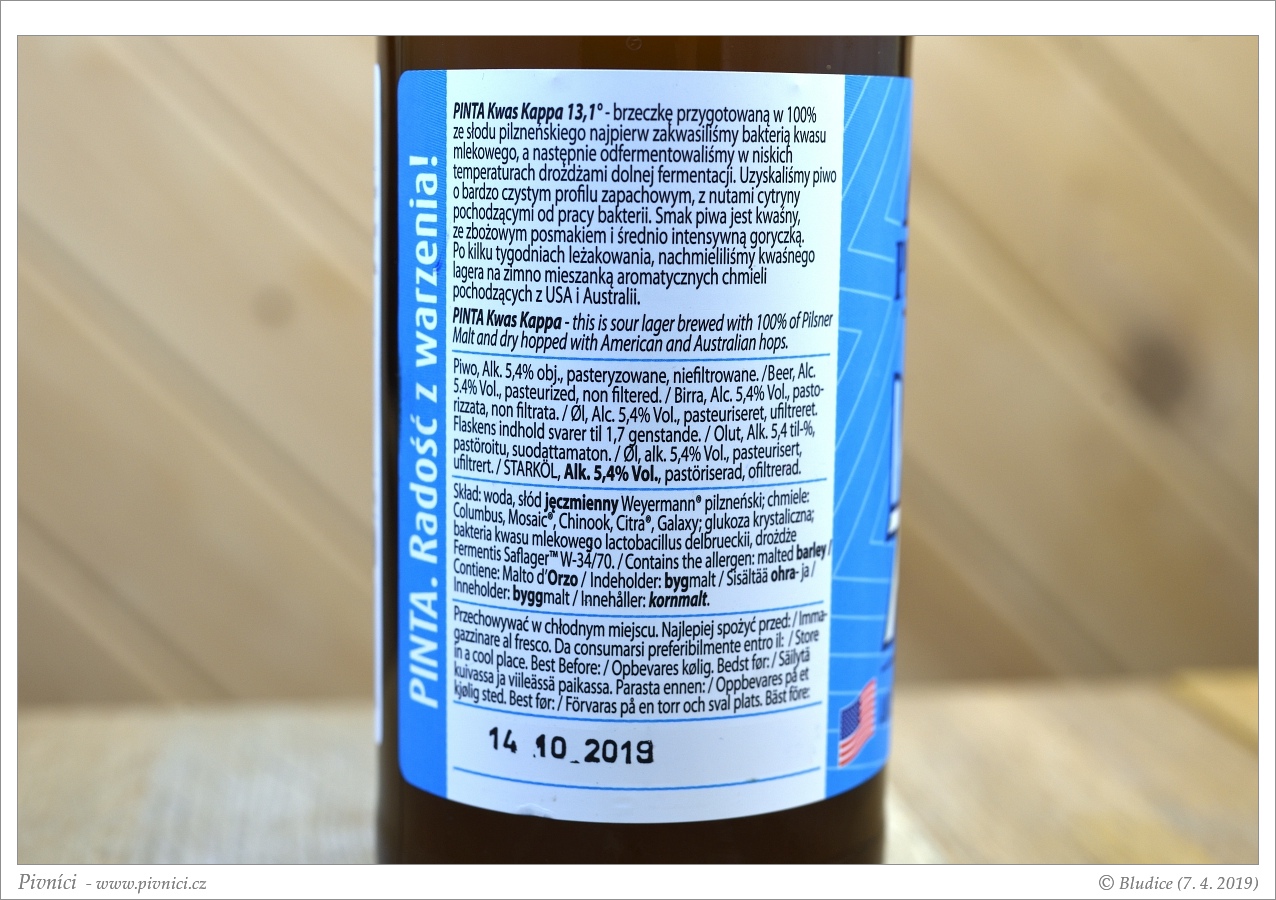 PINTA. Radość z warzenia!
PINTA Kwas Kappa 13,1° - brzeczkę przygotowaną w 100%
ze słodu pilzneńskiego najpierw zakwasiliśmy bakterią kwasu
mlekowego, a następnie odfermentowaliśmy w niskich
temperaturach drożdżami dolnej fermentacji. Uzyskaliśmy piwo
o bardzo czystym profilu zapachowym, z nutami cytryny
pochodzącymi od pracy bakterii. Smak piwa jest kwaśny,
ze zbożowym posmakiem i średnio intensywną goryczką.
Po kilku tygodniach leżakowania, nachmieliliśmy kwaśnego
lagera na zimno mieszanką aromatycznych chmieli
pochodzących z USA i Australii.
PINTA Kwas Kappa - this is sour lager brewed with 100% of Pilsner
Malt and dry hopped with American and Australian hops.
Piwo, Alk. 5,4% obj., pasteryzowane, niefiltrowane. /Beer, Alc.
5.4% Vol., pasteurized, non filtered. / Birra, Alc. 5,4% Vol., pasto-
rizzata, non filtrata. / Øl, Alc. 5,4% Vol., pasteuriseret, ufiltreret.
Flaskens indhold svarer til 1,7 genstande. / Olut, Alk. 5,4 til-%,
pastöroitu, suodattamaton. / Øl, alk. 5,4% Vol., pasteurisert,
ufiltrert. / STARKÖL, Alk. 5,4% Vol., pastöriserad, ofiltrerad.
Skład: woda, słód jęczmienny Weyermann® pilzneński; chmiele:
Columbus, Mosaic®, Chinook, Citra®, Galaxy; glukoza krystaliczna;
bakteria kwasu mlekowego lactobacillus delbrueckii, drożdże
Fermentis Saflager™ W-34/70. / Contains the allergen: malted barley /
Contiene: Malto d'Orzo / Indeholder: bygmalt / Sisältää ohra- ja /
Inneholder: byggmalt / Innehåller: kornmalt.
Przechowywać w chłodnym miejscu. Najlepiej spożyć przed: / Imma-
gazzinare al fresco. Da consumarsi preferibilmente entro il: / Store
in a cool place. Best Before: / Opbevares kølig. Bedst før: / Säilytä
kuivassa ja viileässä paikassa. Parasta ennen: / Oppbevares på et
kjølig sted. Best før: / Förvaras på en torr och sval plats. Bäst före:
14 10 2019
Pivníci - www.pivnici.cz
© Bludice (7. 4. 2019)